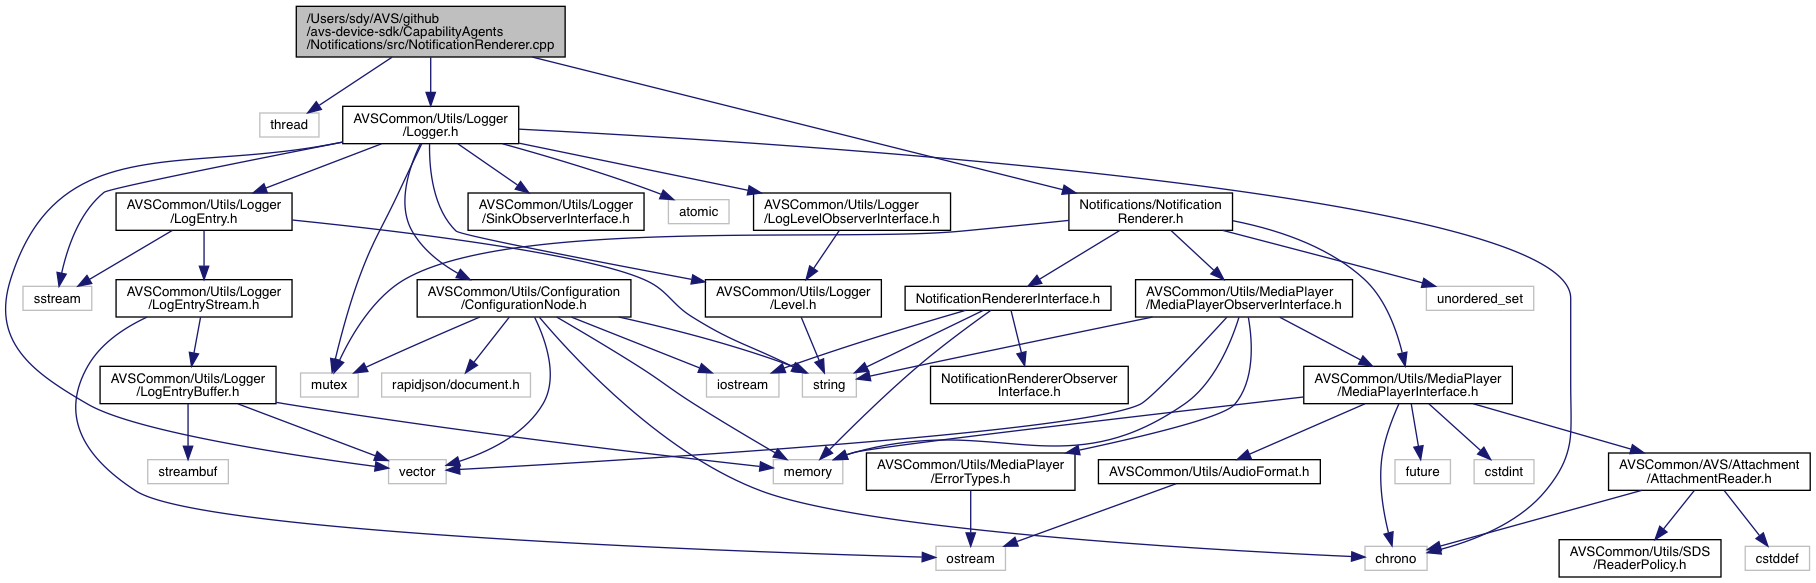 /Users/sdy/AVS/github
/avs-device-sdk/CapabilityAgents
/Notifications/src/NotificationRenderer.cpp
thread
AVSCommon/Utils/Logger
/Logger.h
AVSCommon/Utils/Logger
/LogEntry.h
AVSCommon/Utils/Logger
/SinkObserverInterface.h
atomic
AVSCommon/Utils/Logger
/LogLevelObserverInterface.h
Notifications/Notification
Renderer.h
sstream
AVSCommon/Utils/Logger
/LogEntryStream.h
AVSCommon/Utils/Configuration
/ConfigurationNode.h
AVSCommon/Utils/Logger
/Level.h
NotificationRendererInterface.h
AVSCommon/Utils/MediaPlayer
/MediaPlayerObserverInterface.h
unordered_set
AVSCommon/Utils/Logger
/LogEntryBuffer.h
mutex
rapidjson/document.h
iostream
string
NotificationRendererObserver
Interface.h
AVSCommon/Utils/MediaPlayer
/MediaPlayerInterface.h
streambuf
vector
memory
AVSCommon/Utils/MediaPlayer
/ErrorTypes.h
AVSCommon/Utils/AudioFormat.h
future
cstdint
AVSCommon/AVS/Attachment
/AttachmentReader.h
ostream
chrono
AVSCommon/Utils/SDS
/ReaderPolicy.h
cstddef